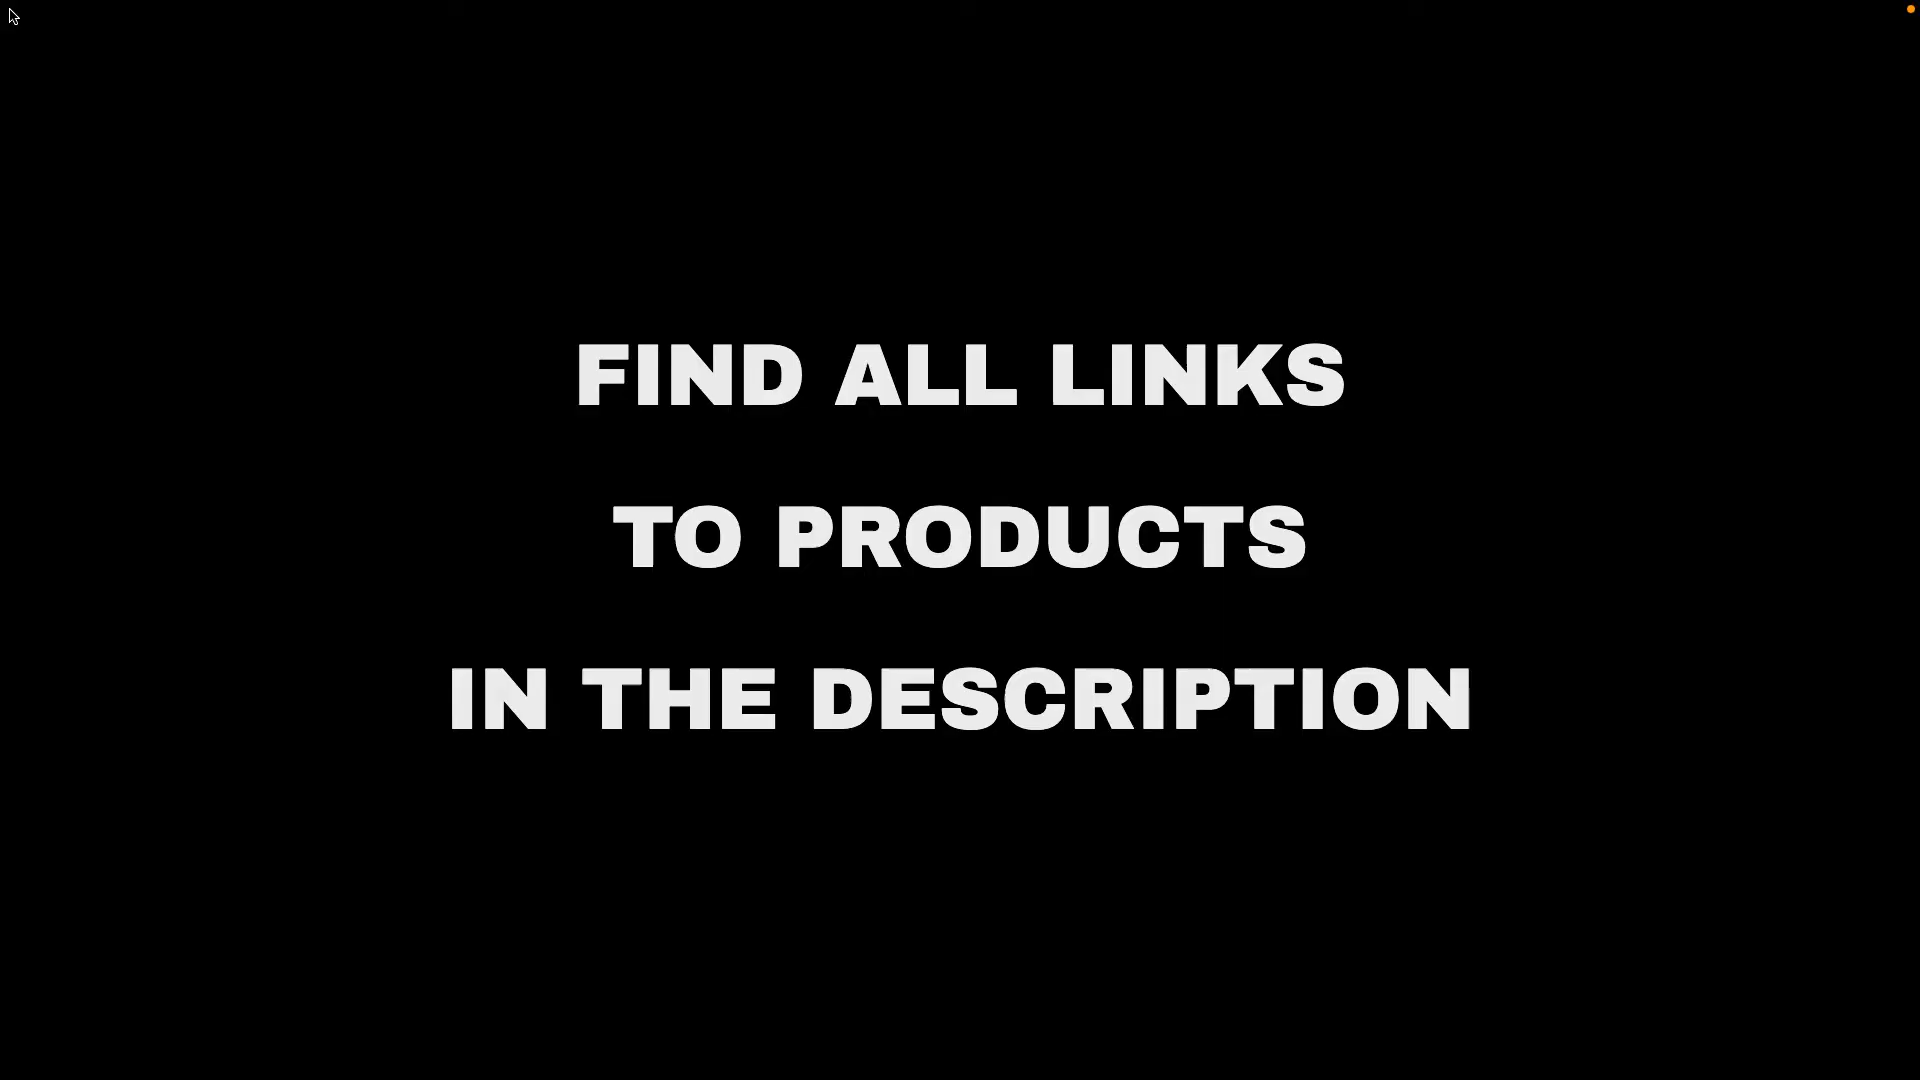 FIND ALL LINKS
TO PRODUCTS
IN THE DESCRIPTION